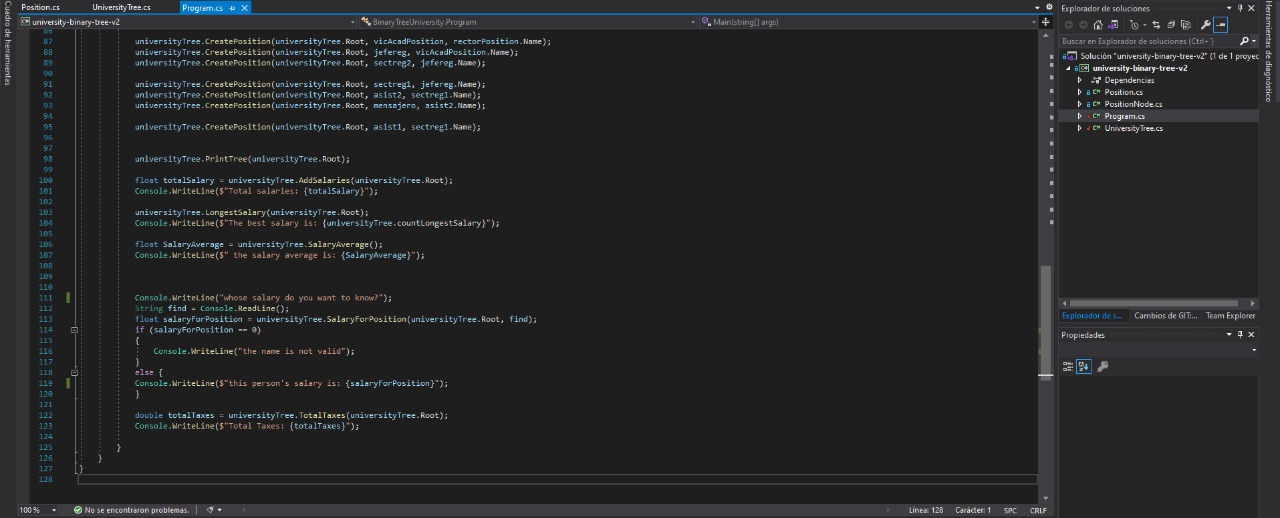 Position.cs
UniversityTree.cs
Program.cs
Cuadro de herramientas
university-binary-tree-v2
BinaryTreeUniversity.Program
Main(string[] args)
86
87 universityTree.CreatePosition(universityTree.Root, vicAcadPosition, rectorPosition.Name);
88 universityTree.CreatePosition(universityTree.Root, jefereg, vicAcadPosition.Name);
89 universityTree.CreatePosition(universityTree.Root, sectreg2, jefereg.Name);
90
91 universityTree.CreatePosition(universityTree.Root, sectreg1, jefereg.Name);
92 universityTree.CreatePosition(universityTree.Root, asist2, sectreg1.Name);
93 universityTree.CreatePosition(universityTree.Root, mensajero, asist2.Name);
94
95 universityTree.CreatePosition(universityTree.Root, asist1, sectreg1.Name);
96
97
98 universityTree.PrintTree(universityTree.Root);
99
100 float totalSalary = universityTree.AddSalaries(universityTree.Root);
101 Console.WriteLine($"Total salaries: {totalSalary}");
102
103 universityTree.LongestSalary(universityTree.Root);
104 Console.WriteLine($"The best salary is: {universityTree.countLongestSalary}");
105
106 float SalaryAverage = universityTree.SalaryAverage();
107 Console.WriteLine($" the salary average is: {SalaryAverage}");
108
109
110
111 Console.WriteLine("whose salary do you want to know?");
112 String find = Console.ReadLine();
113 float salaryForPosition = universityTree.SalaryForPosition(universityTree.Root, find);
114 if (salaryForPosition == 0)
115 {
116 Console.WriteLine("the name is not valid");
117 }
118 else {
119 Console.WriteLine($"this person's salary is: {salaryForPosition}");
120 }
121
122 double totalTaxes = universityTree.TotalTaxes(universityTree.Root);
123 Console.WriteLine($"Total Taxes: {totalTaxes}");
124
125 }
126 }
127 }
128
100 %
No se encontraron problemas.
Línea: 128
Carácter: 1
SPC
CRLF
Explorador de soluciones
Buscar en Explorador de soluciones (Ctrl+¨)
Solución "university-binary-tree-v2" (1 de 1 proyec
university-binary-tree-v2
Dependencias
Position.cs
PositionNode.cs
Program.cs
UniversityTree.cs
Explorador de s...
Cambios de GIT:...
Team Explorer
Propiedades
Herramientas de diagnóstico